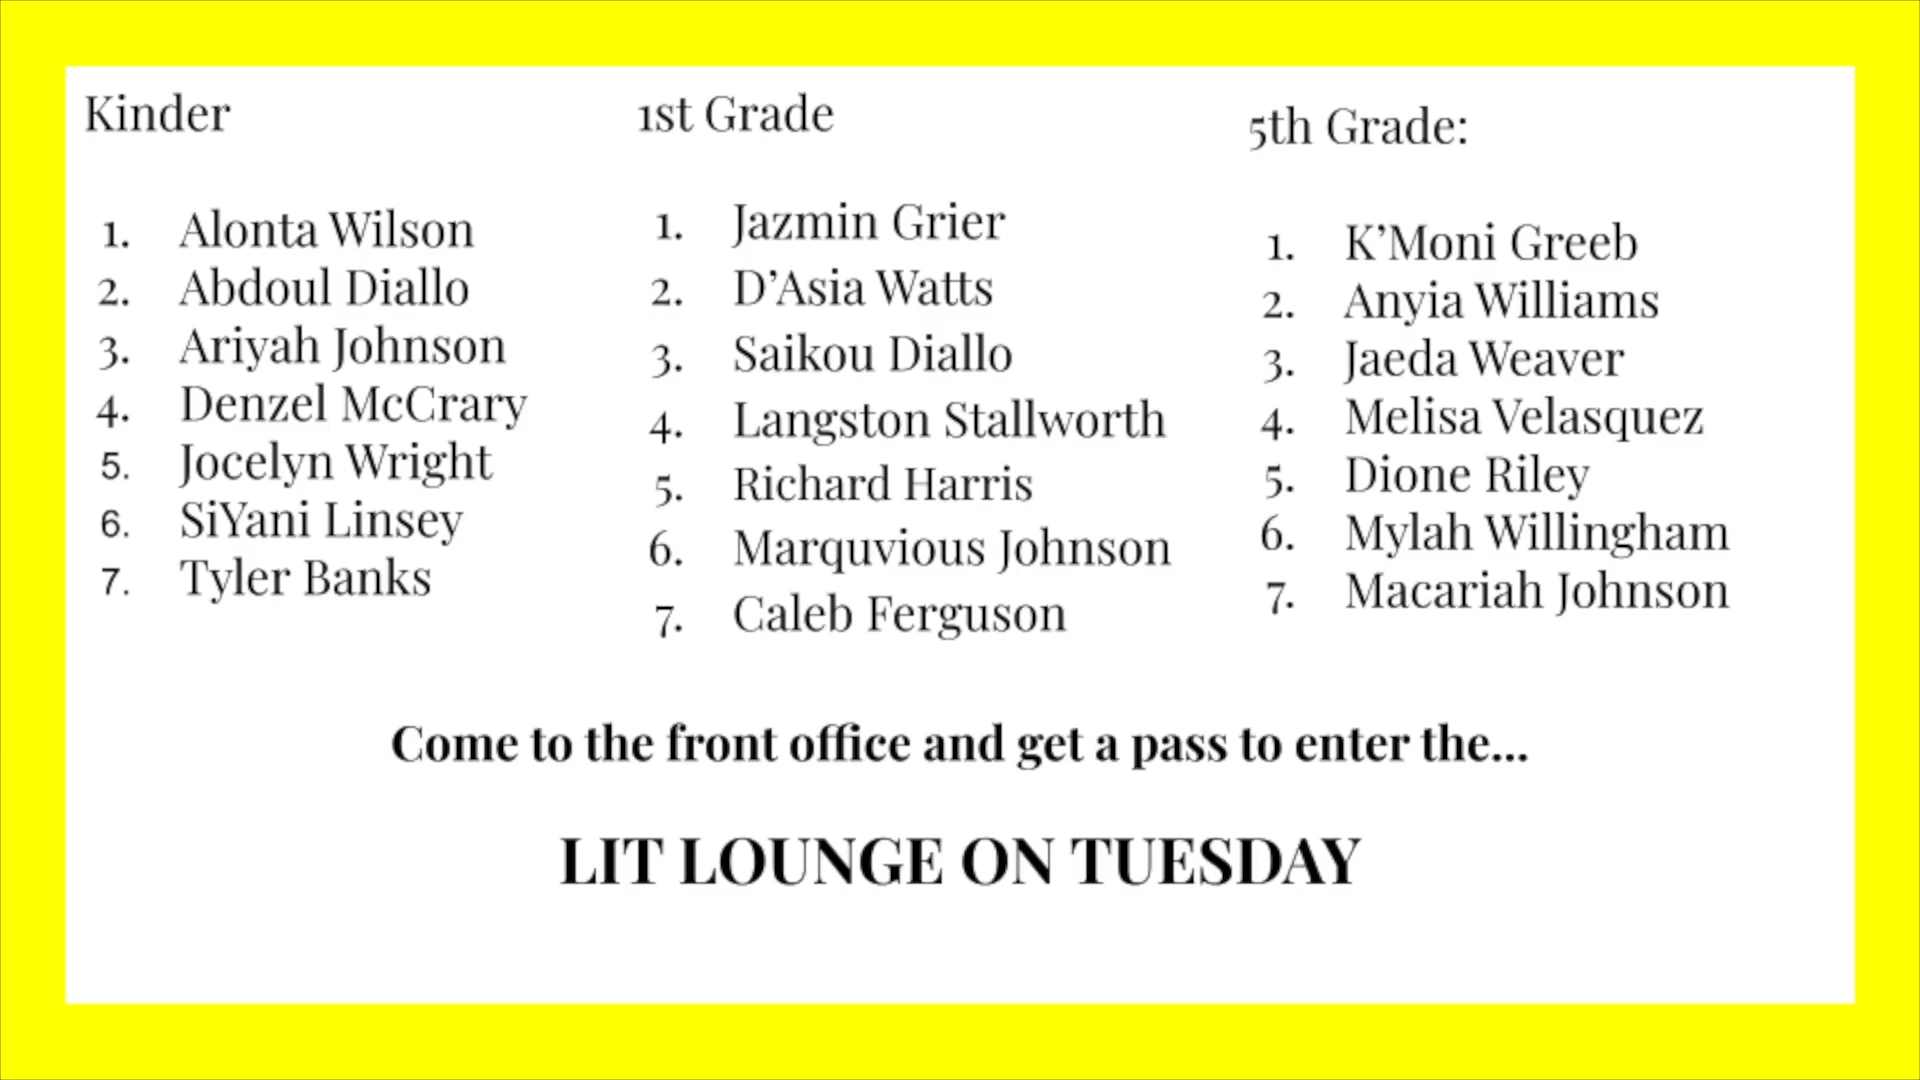 Kinder
1. Alonta Wilson
2. Abdoul Diallo
3. Ariyah Johnson
4. Denzel McCrary
5. Jocelyn Wright
6. SiYani Linsey
7. Tyler Banks
1st Grade
1. Jazmin Grier
2. D’Asia Watts
3. Saikou Diallo
4. Langston Stallworth
5. Richard Harris
6. Marquvious Johnson
7. Caleb Ferguson
5th Grade:
1. K’Moni Greeb
2. Anyia Williams
3. Jaeda Weaver
4. Melisa Velasquez
5. Dione Riley
6. Mylah Willingham
7. Macariah Johnson
Come to the front office and get a pass to enter the...
LIT LOUNGE ON TUESDAY